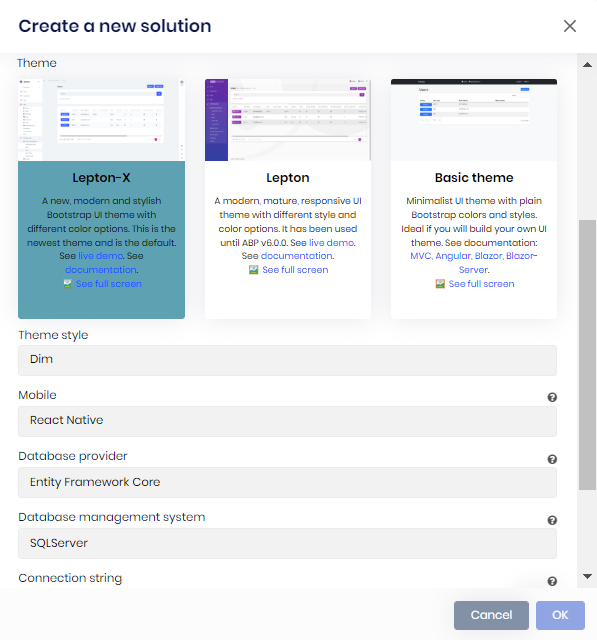 Create a new solution
Theme
Lepton-X
A new, modern and stylish
Bootstrap UI theme with
different color options. This is the
newest theme and is the default.
See live demo. See
documentation.
See full screen
Lepton
A modern, mature, responsive UI
theme with different style and
color options. It has been used
until ABP v6.0.0. See live demo.
See documentation.
See full screen
Basic theme
Minimalist UI theme with plain
Bootstrap colors and styles.
Ideal if you will build your own UI
theme. See documentation:
MVC, Angular, Blazor, Blazor-
Server.
See full screen
Theme style
Dim
Mobile
React Native
Database provider
Entity Framework Core
Database management system
SQLServer
Connection string
Cancel
OK